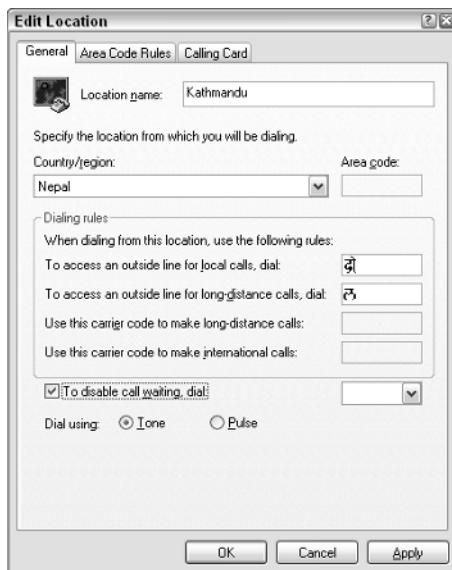 Edit Location
General Area Code Rules Calling Card
Location name: Kathmandu
Specify the location from which you will be dialing.
Country/region: Area code:
Nepal
Dialing rules
When dialing from this location, use the following rules:
To access an outside line for local calls, dial:
To access an outside line for long-distance calls, dial:
Use this carrier code to make long-distance calls:
Use this carrier code to make international calls:
To disable call waiting, dial:
Dial using: Tone Pulse
OK Cancel Apply